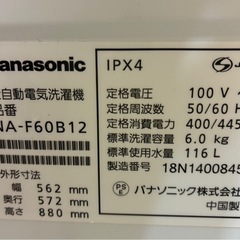 Panasonic
IPX4
自動電気洗濯機
品番
NA-F60B12
外形寸法
幅 562 mm
奥行 572 mm
高さ 880 mm
定格電圧 100 V
定格周波数 50/60 H
定格消費電力 400/445
標準洗濯容量 6.0 k
標準使用水量 116 L
製造番号 18N1400845
パナソニック株式会
中国製